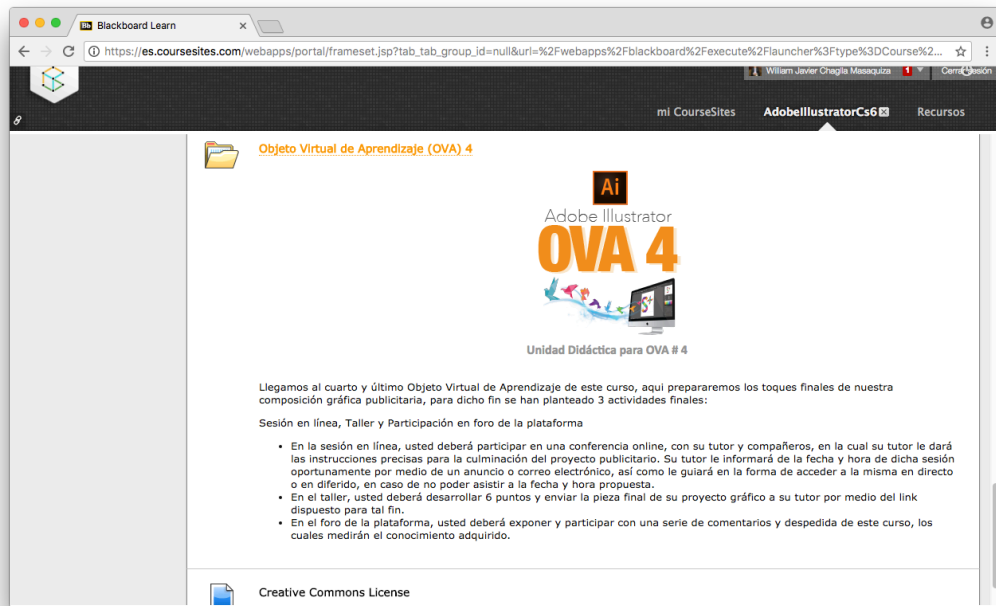 Blackboard Learn
https://es.coursesites.com/webapps/portal/frameset.jsp?tab_tab_group_id=null&url=%2Fwebapps%2Fblackboard%2Fexecute%2Flauncher%3Ftype%3DCourse%2...
William Javier Chaglla Masaquiza 1
mi CourseSites AdobeIllustratorCs6 Recursos
Objeto Virtual de Aprendizaje (OVA) 4
Ai
Adobe Illustrator
OVA 4
Unidad Didáctica para OVA # 4
Llegamos al cuarto y último Objeto Virtual de Aprendizaje de este curso, aqui prepararemos los toques finales de nuestra
composición gráfica publicitaria, para dicho fin se han planteado 3 actividades finales:
Sesión en línea, Taller y Participación en foro de la plataforma
• En la sesión en línea, usted deberá participar en una conferencia online, con su tutor y compañeros, en la cual su tutor le dará
las instrucciones precisas para la culminación del proyecto publicitario. Su tutor le informará de la fecha y hora de dicha sesión
oportunamente por medio de un anuncio o correo electrónico, así como le guiará en la forma de acceder a la misma en directo
o en diferido, en caso de no poder asistir a la fecha y hora propuesta.
• En el taller, usted deberá desarrollar 6 puntos y enviar la pieza final de su proyecto gráfico a su tutor por medio del link
dispuesto para tal fin.
• En el foro de la plataforma, usted deberá exponer y participar con una serie de comentarios y despedida de este curso, los
cuales medirán el conocimiento adquirido.
Creative Commons License